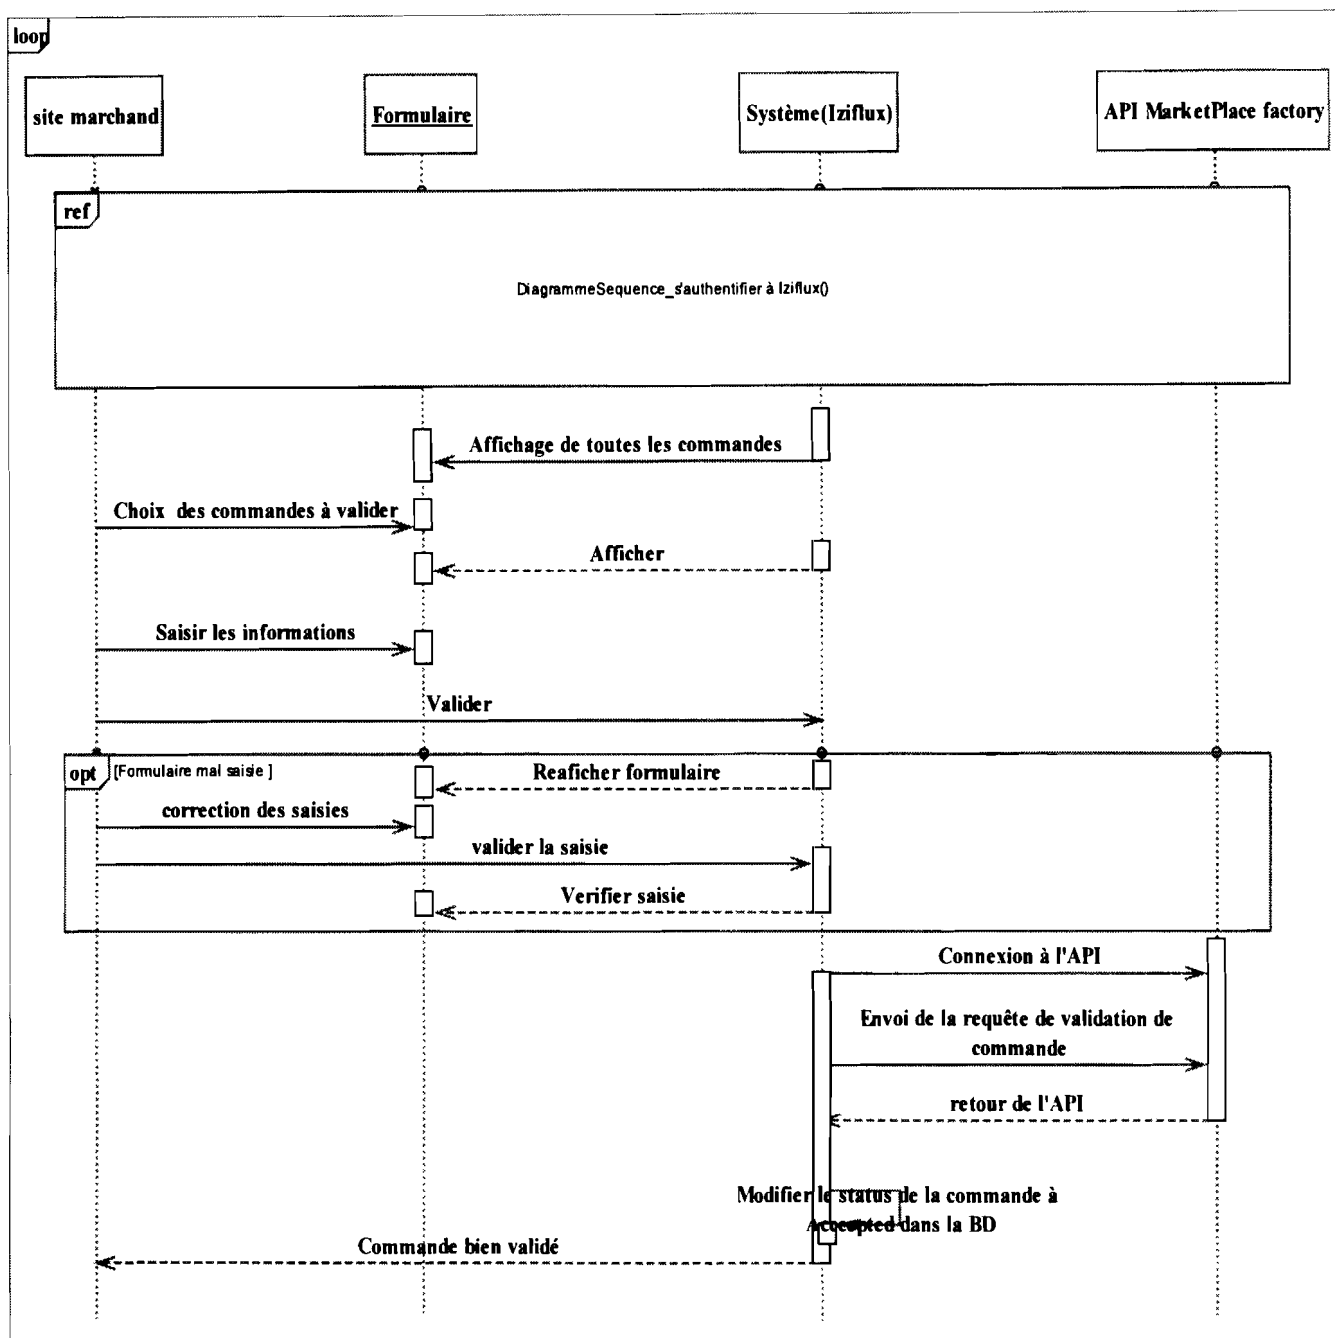 loop
site marchand
Formulaire
Système(Iziflux)
API MarketPlace factory
ref
DiagrammeSequence_s'authentifier à Iziflux()
Affichage de toutes les commandes
Choix des commandes à valider
Afficher
Saisir les informations
Valider
opt [Formulaire mal saisie ]
Reaficher formulaire
correction des saisies
valider la saisie
Verifier saisie
Connexion à l'API
Envoi de la requête de validation de
commande
retour de l'API
Modifier le status de la commande à
Acceepted dans la BD
Commande bien validé